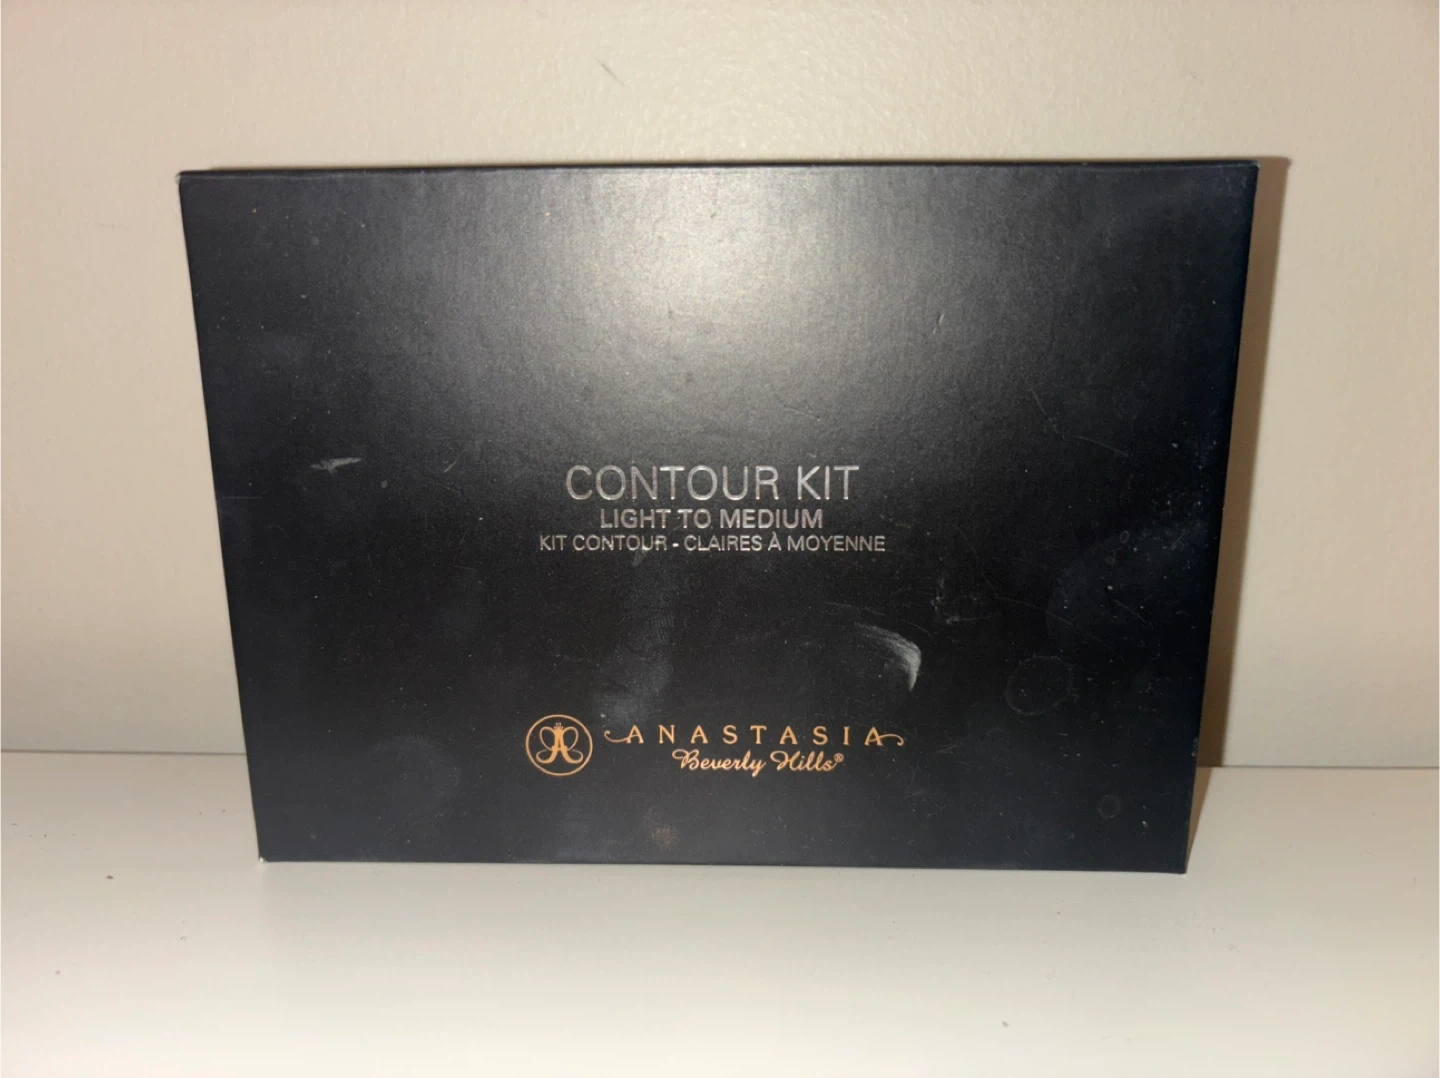 CONTOUR KIT
LIGHT TO MEDIUM
KIT CONTOUR - CLAIRES À MOYENNE
A ANASTASIA
Beverly Hills®